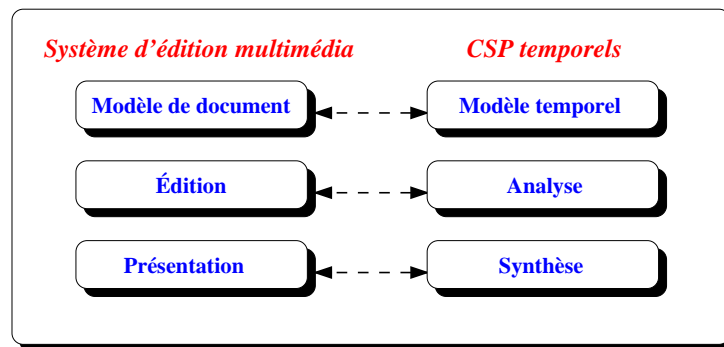 Système d'édition multimédia
CSP temporels
Modèle de document
Modèle temporel
Édition
Analyse
Présentation
Synthèse